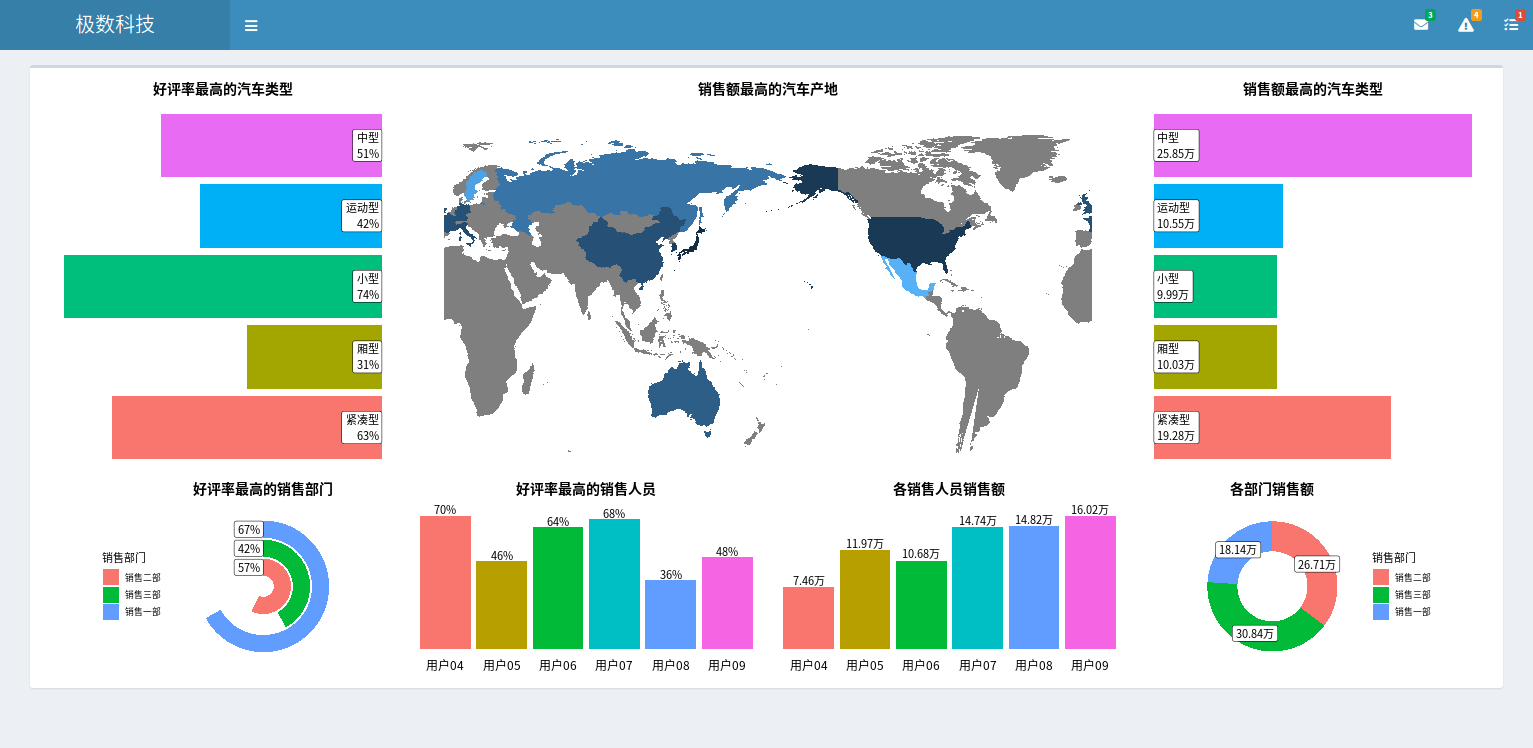 极数科技
3
4
1
好评率最高的汽车类型
中型
51%
运动型
42%
小型
74%
厢型
31%
紧凑型
63%
销售额最高的汽车产地
销售额最高的汽车类型
中型
25.85万
运动型
10.55万
小型
9.99万
厢型
10.03万
紧凑型
19.28万
好评率最高的销售部门
销售部门
销售二部
销售三部
销售一部
67%
42%
57%
好评率最高的销售人员
70%
46%
64%
68%
36%
48%
用户04
用户05
用户06
用户07
用户08
用户09
各销售人员销售额
7.46万
11.97万
10.68万
14.74万
14.82万
16.02万
用户04
用户05
用户06
用户07
用户08
用户09
各部门销售额
18.14万
26.71万
30.84万
销售部门
销售二部
销售三部
销售一部